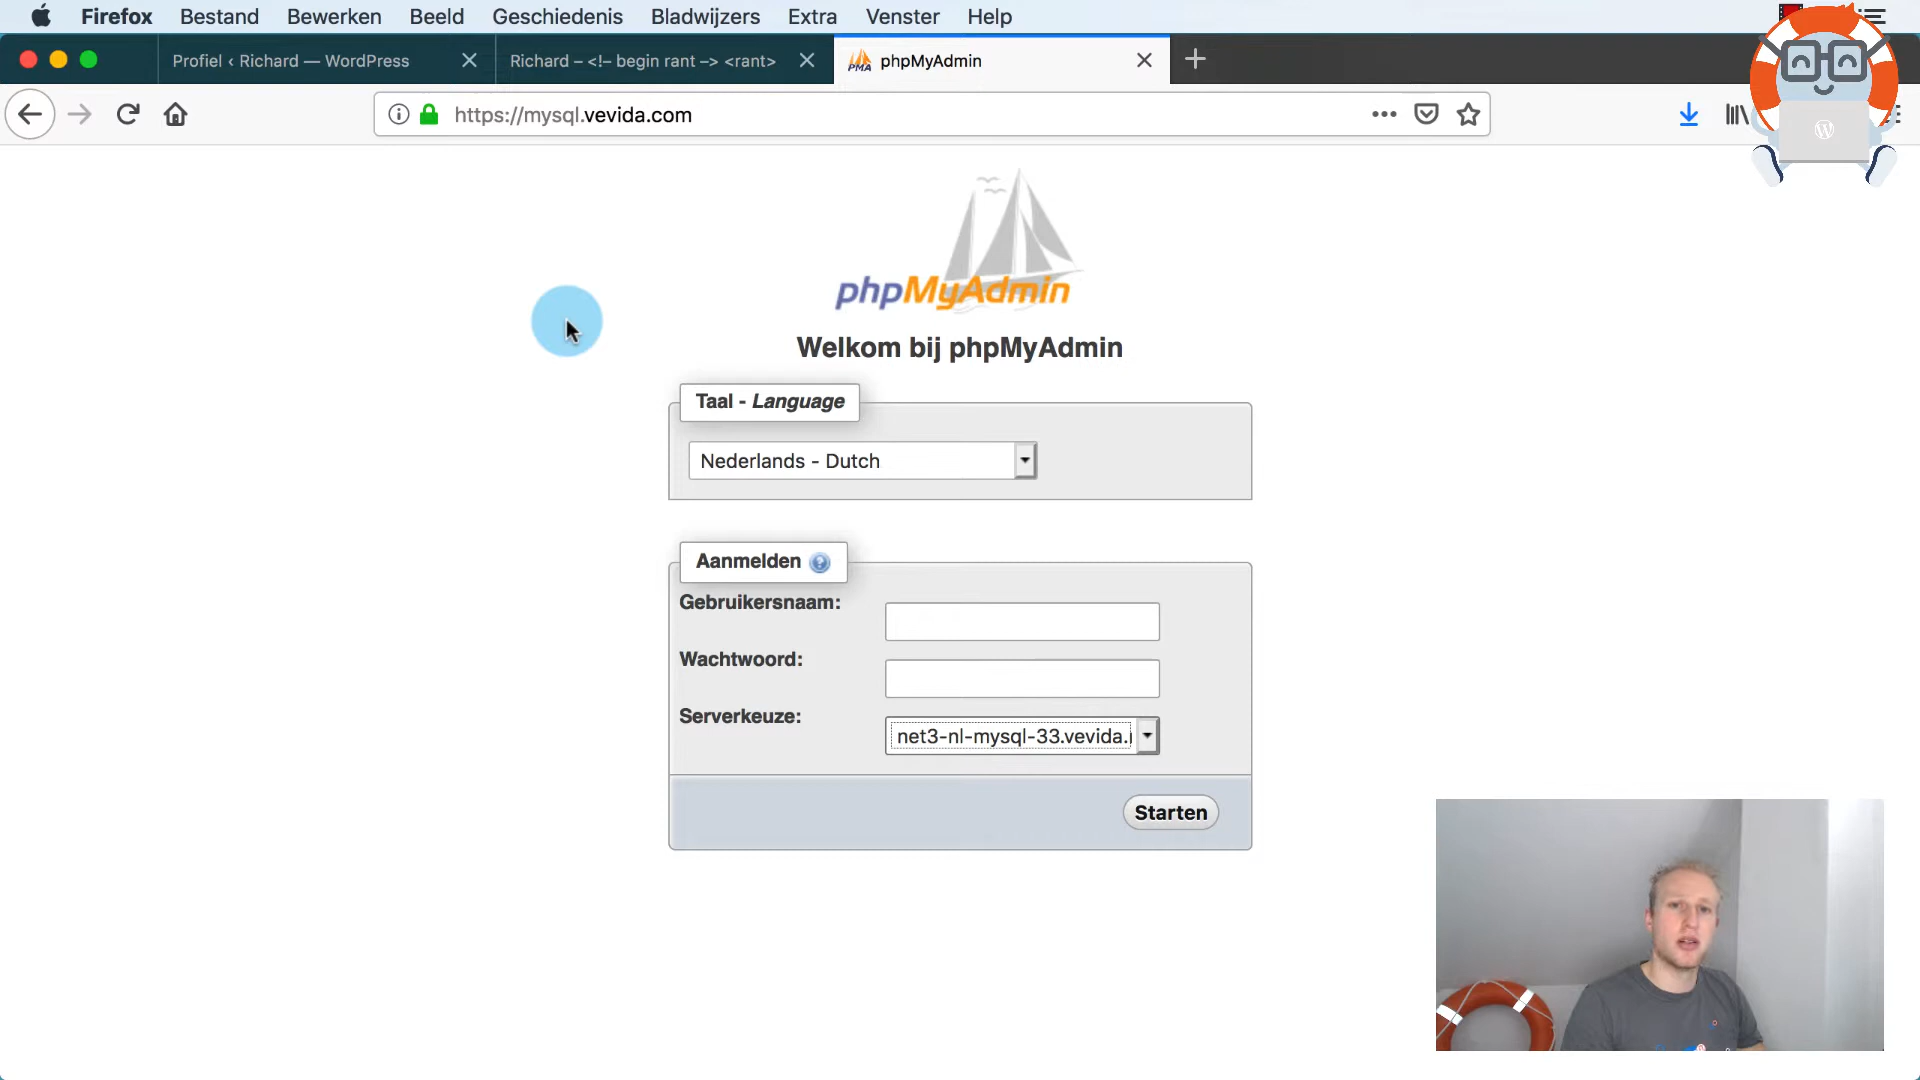 Firefox Bestand Bewerken Beeld Geschiedenis Bladwijzers Extra Venster Help
Profiel ‹ Richard — WordPress
Richard – <!– begin rant –> <rant>
PMA
phpMyAdmin
https://mysql.vevida.com
phpMyAdmin
Welkom bij phpMyAdmin
Taal - Language
Nederlands - Dutch
Aanmelden
Gebruikersnaam:
Wachtwoord:
Serverkeuze:
net3-nl-mysql-33.vevida.
Starten